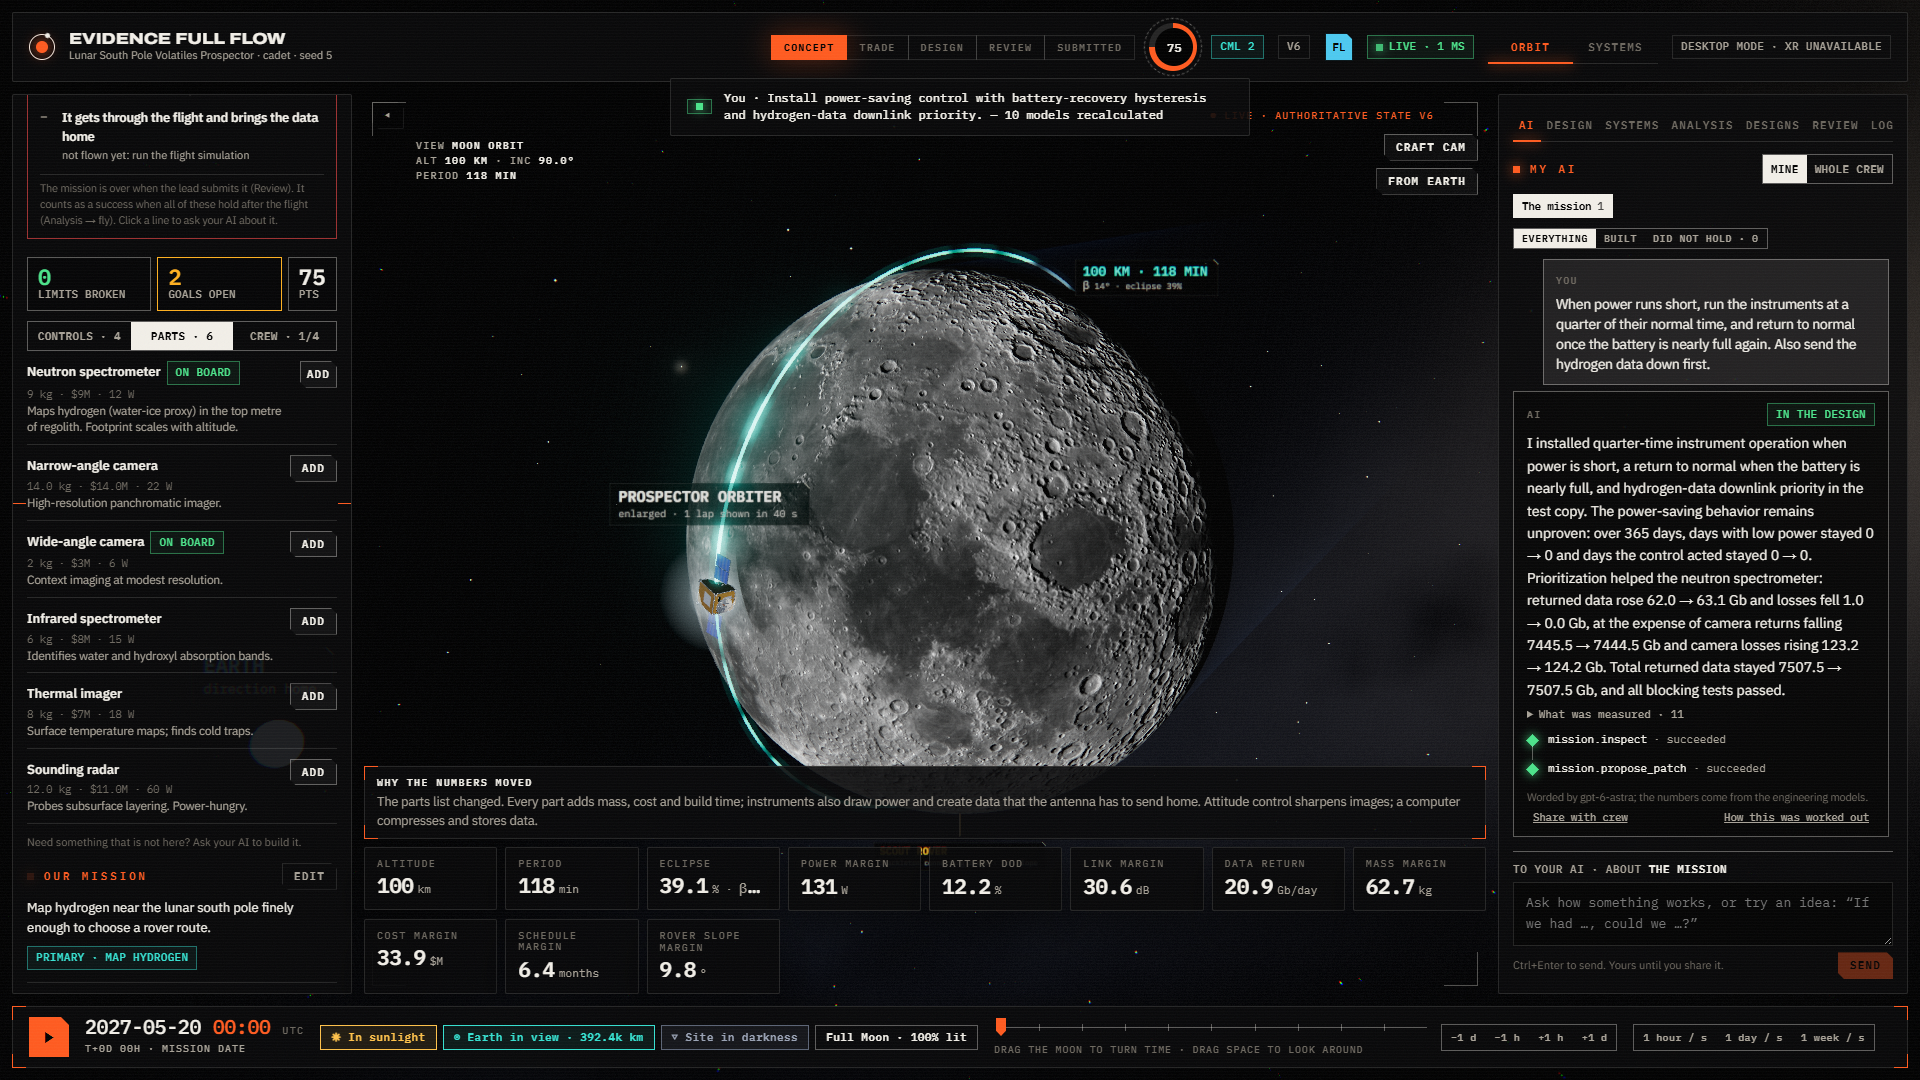 EVIDENCE FULL FLOW
Lunar South Pole Volatiles Prospector · cadet · seed 5
CONCEPT
TRADE
DESIGN
REVIEW
SUBMITTED
75
CML 2
V6
FL
LIVE · 1 MS
ORBIT
SYSTEMS
DESKTOP MODE · XR UNAVAILABLE
You · Install power-saving control with battery-recovery hysteresis
and hydrogen-data downlink priority. — 10 models recalculated
LIVE · AUTHORITATIVE STATE V6
– It gets through the flight and brings the data
home
not flown yet: run the flight simulation
The mission is over when the lead submits it (Review). It
counts as a success when all of these hold after the flight
(Analysis → fly). Click a line to ask your AI about it.
0
LIMITS BROKEN
2
GOALS OPEN
75
PTS
CONTROLS · 4
PARTS · 6
CREW · 1/4
Neutron spectrometer
ON BOARD
ADD
9 kg · $9M · 12 W
Maps hydrogen (water-ice proxy) in the top metre
of regolith. Footprint scales with altitude.
Narrow-angle camera
ADD
14.0 kg · $14.0M · 22 W
High-resolution panchromatic imager.
Wide-angle camera
ON BOARD
ADD
2 kg · $3M · 6 W
Context imaging at modest resolution.
Infrared spectrometer
ADD
6 kg · $8M · 15 W
Identifies water and hydroxyl absorption bands.
EARTH
direction
Thermal imager
ADD
8 kg · $7M · 18 W
Surface temperature maps; finds cold traps.
Sounding radar
ADD
12.0 kg · $11.0M · 60 W
Probes subsurface layering. Power-hungry.
Need something that is not here? Ask your AI to build it.
OUR MISSION
EDIT
Map hydrogen near the lunar south pole finely
enough to choose a rover route.
PRIMARY · MAP HYDROGEN
VIEW MOON ORBIT
ALT 100 KM · INC 90.0°
PERIOD 118 MIN
CRAFT CAM
FROM EARTH
100 KM · 118 MIN
β 14° · eclipse 39%
PROSPECTOR ORBITER
enlarged · 1 lap shown in 40 s
WHY THE NUMBERS MOVED
The parts list changed. Every part adds mass, cost and build time; instruments also draw power and create data that the antenna has to send home. Attitude control sharpens images; a computer
compresses and stores data.
SCOUT ROVER
ALTITUDE
100 km
PERIOD
118 min
ECLIPSE
39.1 % · β…
POWER MARGIN
131 W
BATTERY DOD
12.2 %
LINK MARGIN
30.6 dB
DATA RETURN
20.9 Gb/day
MASS MARGIN
62.7 kg
COST MARGIN
33.9 $M
SCHEDULE
MARGIN
6.4 months
ROVER SLOPE
MARGIN
9.8 °
AI
DESIGN
SYSTEMS
ANALYSIS
DESIGNS
REVIEW
LOG
MY AI
MINE
WHOLE CREW
The mission 1
EVERYTHING
BUILT
DID NOT HOLD · 0
YOU
When power runs short, run the instruments at a
quarter of their normal time, and return to normal
once the battery is nearly full again. Also send the
hydrogen data down first.
AI
IN THE DESIGN
I installed quarter-time instrument operation when
power is short, a return to normal when the battery is
nearly full, and hydrogen-data downlink priority in the
test copy. The power-saving behavior remains
unproven: over 365 days, days with low power stayed 0
→ 0 and days the control acted stayed 0 → 0.
Prioritization helped the neutron spectrometer:
returned data rose 62.0 → 63.1 Gb and losses fell 1.0
→ 0.0 Gb, at the expense of camera returns falling
7445.5 → 7444.5 Gb and camera losses rising 123.2
→ 124.2 Gb. Total returned data stayed 7507.5 →
7507.5 Gb, and all blocking tests passed.
What was measured · 11
mission.inspect · succeeded
mission.propose_patch · succeeded
Worded by gpt-6-astra; the numbers come from the engineering models.
Share with crew
How this was worked out
TO YOUR AI · ABOUT THE MISSION
Ask how something works, or try an idea: “If
we had …, could we …?”
Ctrl+Enter to send. Yours until you share it.
SEND
2027-05-20 00:00 UTC
T+0D 00H · MISSION DATE
In sunlight
Earth in view · 392.4k km
Site in darkness
Full Moon · 100% lit
DRAG THE MOON TO TURN TIME · DRAG SPACE TO LOOK AROUND
−1 d
−1 h
+1 h
+1 d
1 hour / s
1 day / s
1 week / s